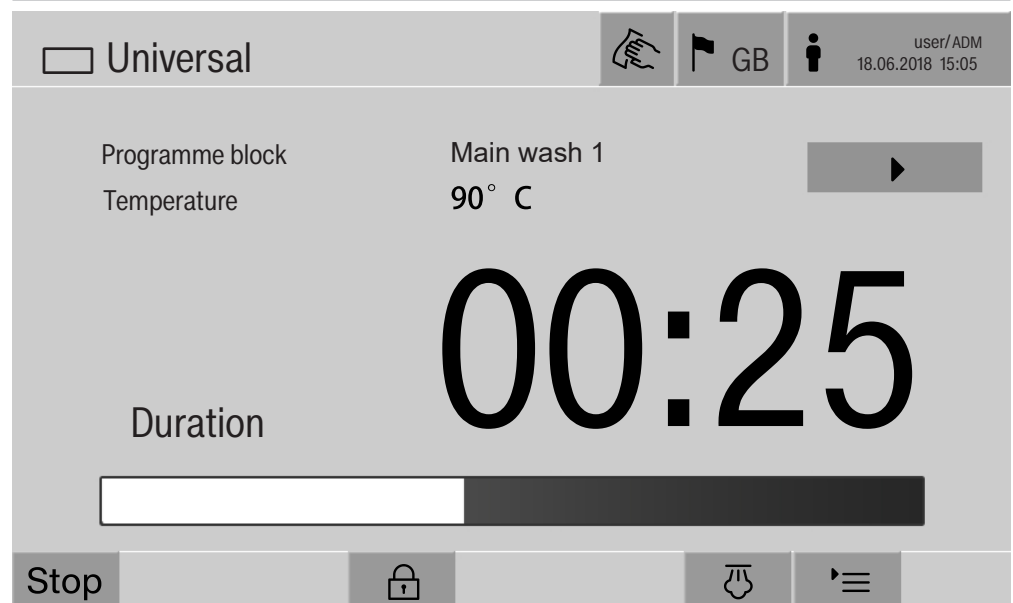 Universal
GB
user/ADM
18.06.2018 15:05
Programme block Main wash 1
Temperature 90° C
00:25
Duration
Stop